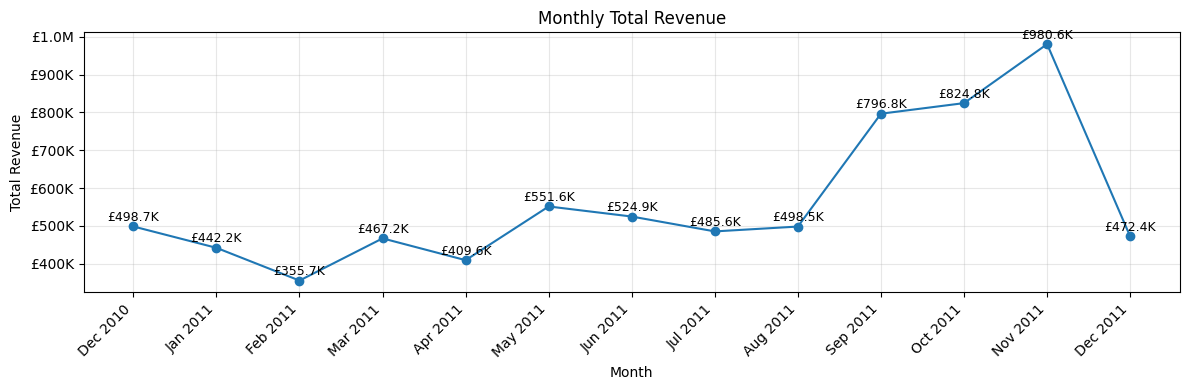 Monthly Total Revenue
Total Revenue
£1.0M
£900K
£800K
£700K
£600K
£500K
£400K
£498.7K
£442.2K
£355.7K
£467.2K
£409.6K
£551.6K
£524.9K
£485.6K
£498.5K
£796.8K
£824.8K
£980.6K
£472.4K
Dec 2010
Jan 2011
Feb 2011
Mar 2011
Apr 2011
May 2011
Jun 2011
Jul 2011
Aug 2011
Sep 2011
Oct 2011
Nov 2011
Dec 2011
Month